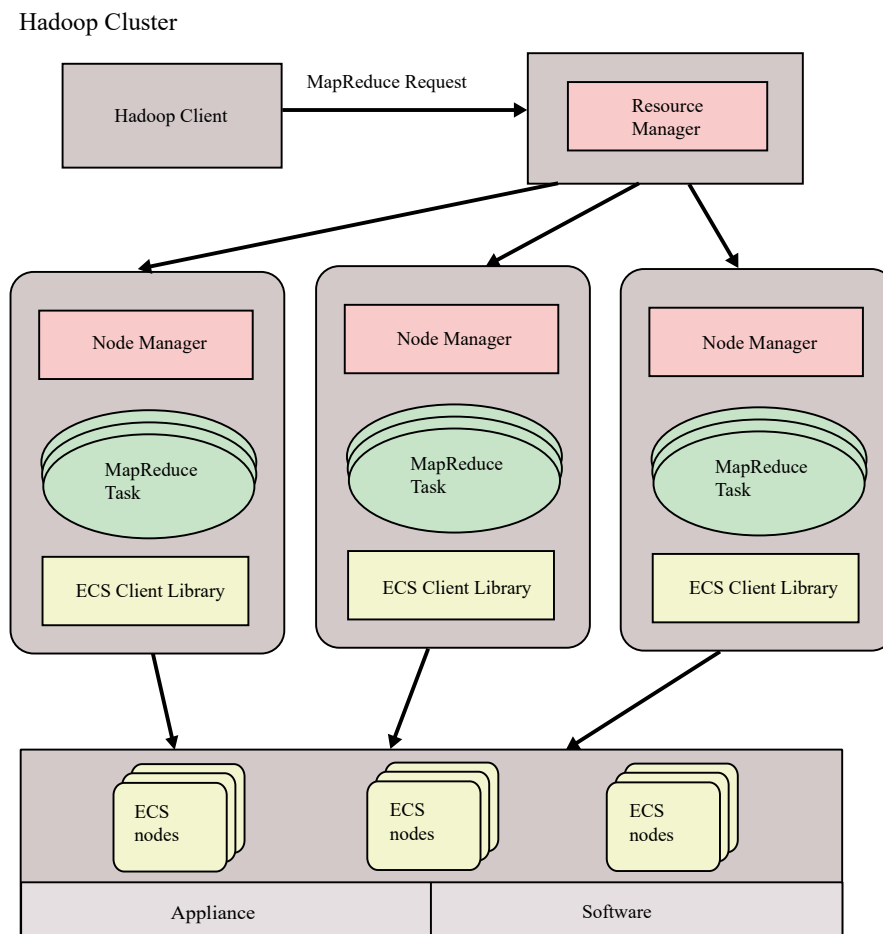 Hadoop Cluster
MapReduce Request
Hadoop Client
Resource
Manager
Node Manager
MapReduce
Task
ECS Client Library
Node Manager
MapReduce
Task
ECS Client Library
Node Manager
MapReduce
Task
ECS Client Library
ECS
nodes
ECS
nodes
ECS
nodes
Appliance
Software